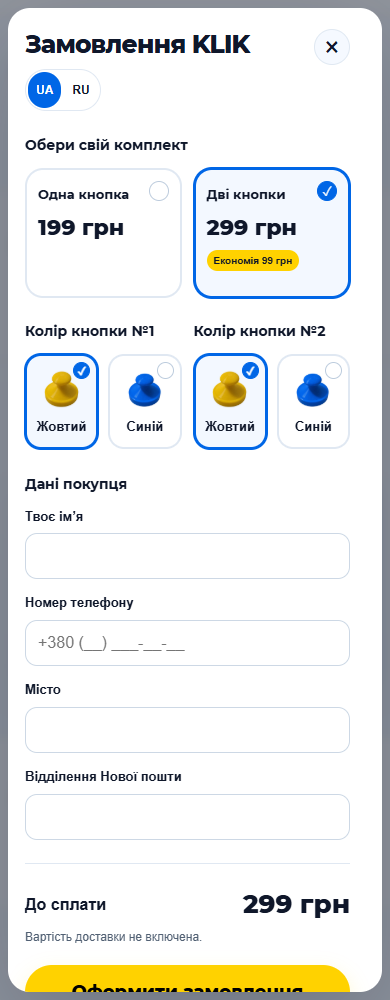 Замовлення KLIK
UA RU
Обери свій комплект
Одна кнопка
199 грн
Дві кнопки
299 грн
Економія 99 грн
Колір кнопки №1
Жовтий
Синій
Колір кнопки №2
Жовтий
Синій
Дані покупця
Твоє ім’я
Номер телефону
+380 (__) ___-__-__
Місто
Відділення Нової пошти
До сплати
299 грн
Вартість доставки не включена.
Оформити замовлення